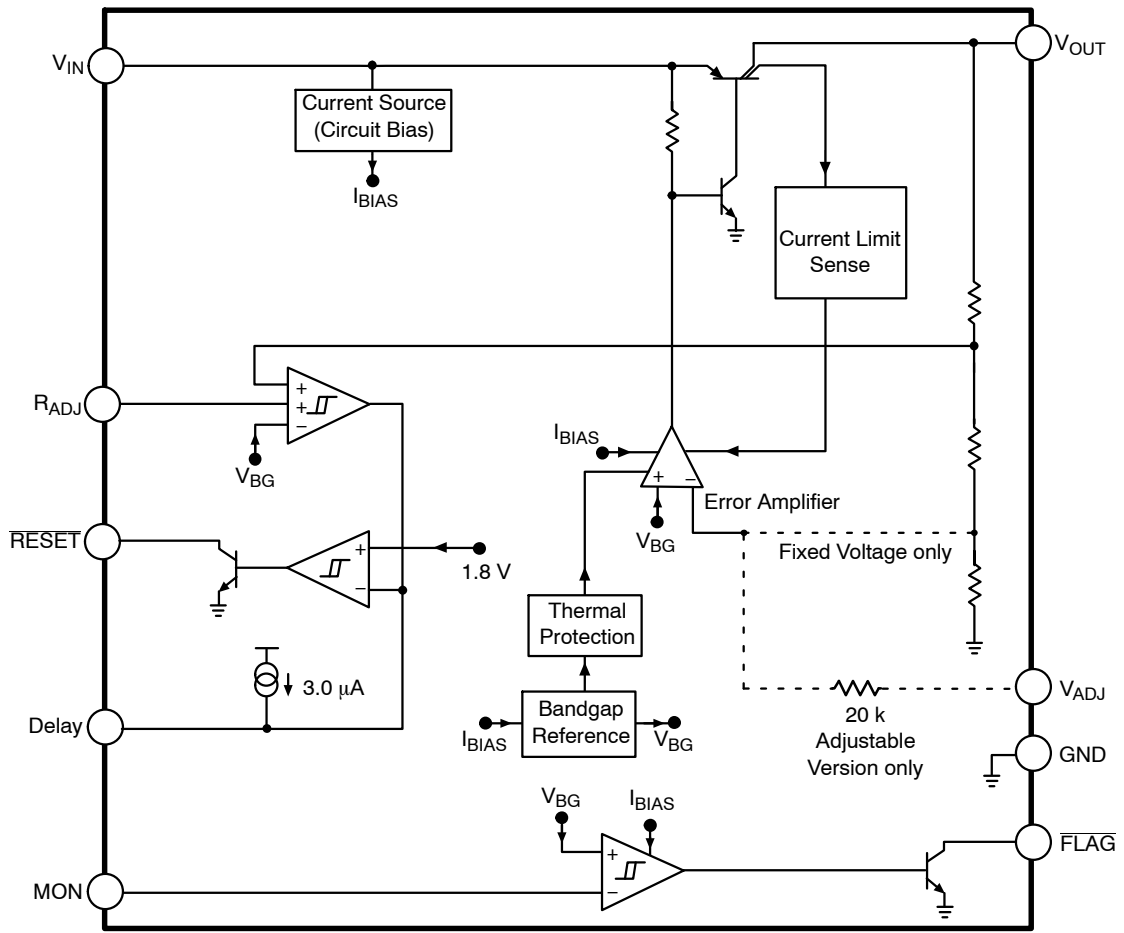 VIN
VOUT
Current Source
(Circuit Bias)
IBIAS
Current Limit
Sense
+
RADJ
+
−
VBG
IBIAS
+
−
Error Amplifier
VBG
RESET
+
1.8 V
−
Fixed Voltage only
Thermal
Protection
3.0 μA
VADJ
20 k
Adjustable
Version only
Delay
IBIAS
Bandgap
Reference
VBG
GND
VBG
IBIAS
+
−
FLAG
MON